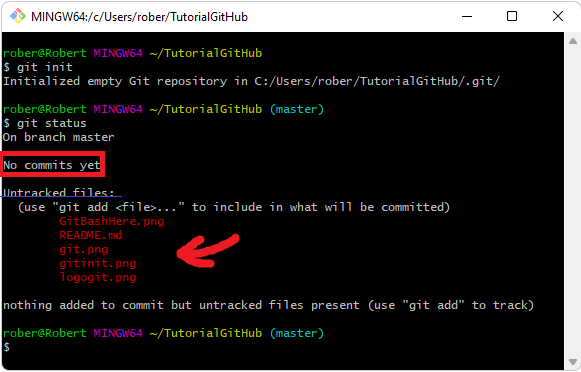 MINGW64:/c/Users/rober/TutorialGitHub
rober@Robert MINGW64 ~/TutorialGitHub
$ git init
Initialized empty Git repository in C:/Users/rober/TutorialGitHub/.git/
rober@Robert MINGW64 ~/TutorialGitHub (master)
$ git status
On branch master
No commits yet
Untracked files:
(use "git add <file>..." to include in what will be committed)
GitBashHere.png
README.md
git.png
gitinit.png
logogit.png
nothing added to commit but untracked files present (use "git add" to track)
rober@Robert MINGW64 ~/TutorialGitHub (master)
$